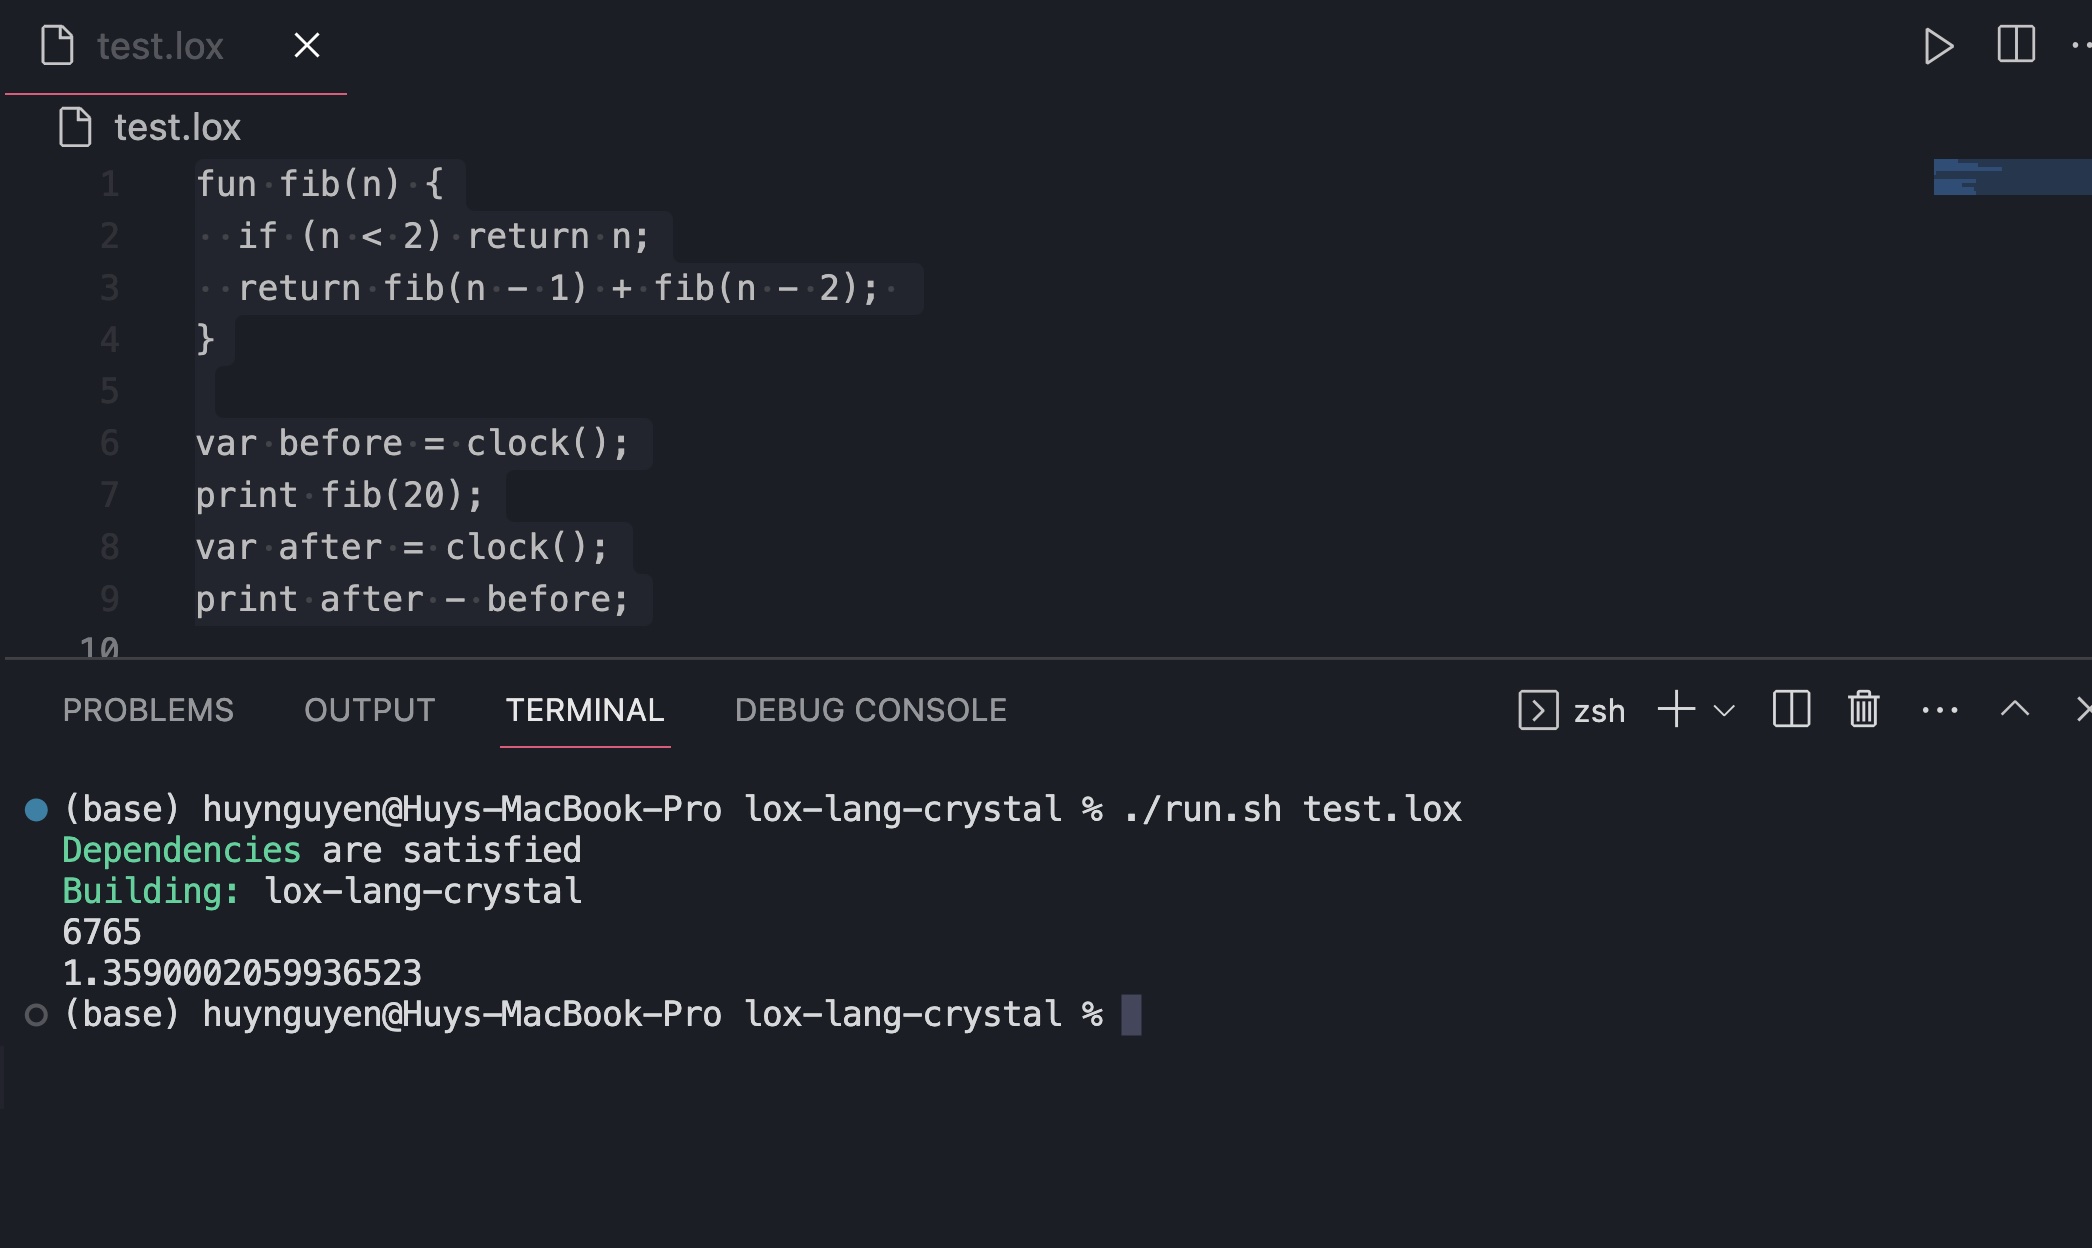 test.lox
test.lox
1 fun fib(n) {
2   if (n < 2) return n;
3   return fib(n - 1) + fib(n - 2);
4 }
5
6 var before = clock();
7 print fib(20);
8 var after = clock();
9 print after - before;
10
PROBLEMS OUTPUT TERMINAL DEBUG CONSOLE zsh
(base) huynguyen@Huys-MacBook-Pro lox-lang-crystal % ./run.sh test.lox
Dependencies are satisfied
Building: lox-lang-crystal
6765
1.3590002059936523
(base) huynguyen@Huys-MacBook-Pro lox-lang-crystal %